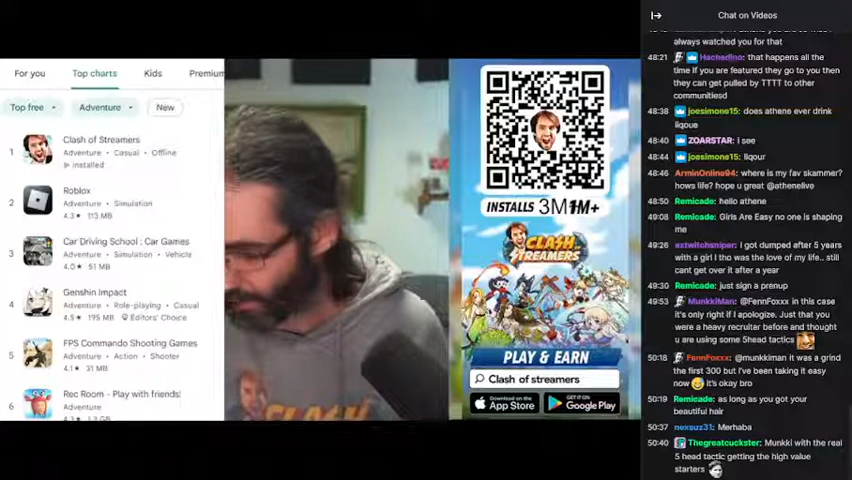 For you
Top charts
Kids
Premium
Top free
Adventure
New
1
Clash of Streamers
Adventure • Casual • Offline
Installed
2
Roblox
Adventure • Simulation
4.3★ 113 MB
3
Car Driving School : Car Games
Adventure • Simulation • Vehicle
4.0★ 51 MB
4
Genshin Impact
Adventure • Role-playing • Casual
4.5★ 195 MB Editors' Choice
5
FPS Commando Shooting Games
Adventure • Action • Shooter
4.1★ 31 MB
6
Rec Room - Play with friends!
Adventure
CLASH
INSTALLS 3M
CLASH OF
STREAMERS
PLAY & EARN
Clash of streamers
Download on the
App Store
GET IT ON
Google Play
Chat on Videos
always watched you for that
48:21 Hachedino: that happens all the
time if you are featured they go to you then
they can get pulled by TTTT to other
communitiesd
48:38 joesimone15: does athene ever drink
liqoue
48:40 ZOARSTAR: i see
48:44 joesimone15: liqour
48:46 ArminOnline94: where is my fav skammer?
hows life? hope u great @athenelive
48:50 Remicade: hello athene
49:08 Remicade: Girls Are Easy no one is shaping
me
49:26 eztwitchsniper: I got dumped after 5 years
with a girl I tho was the love of my life.. still
cant get over it after a year
49:30 Remicade: just sign a prenup
49:53 MunkkiMan: @FennFoxxx in this case
it's only right if I apologize. Just that you
were a heavy recruiter before and thought
u are using some 5head tactics
50:18 FennFoxxx: @munkkiman it was a grind
the first 300 but I've been taking it easy
now it's okay bro
50:19 Remicade: as long as you got your
beautiful hair
50:37 nexsuz31: Merhaba
50:40 Thegreatcuckster: Munkki with the real
5 head tactic getting the high value
starters